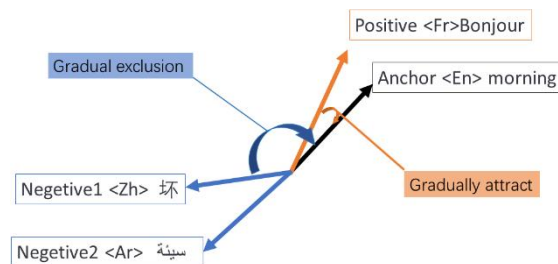 Positive <Fr>Bonjour
Gradual exclusion
Anchor <En> morning
Negetive1 <Zh> 坏
Gradually attract
Negetive2 <Ar> سيئة